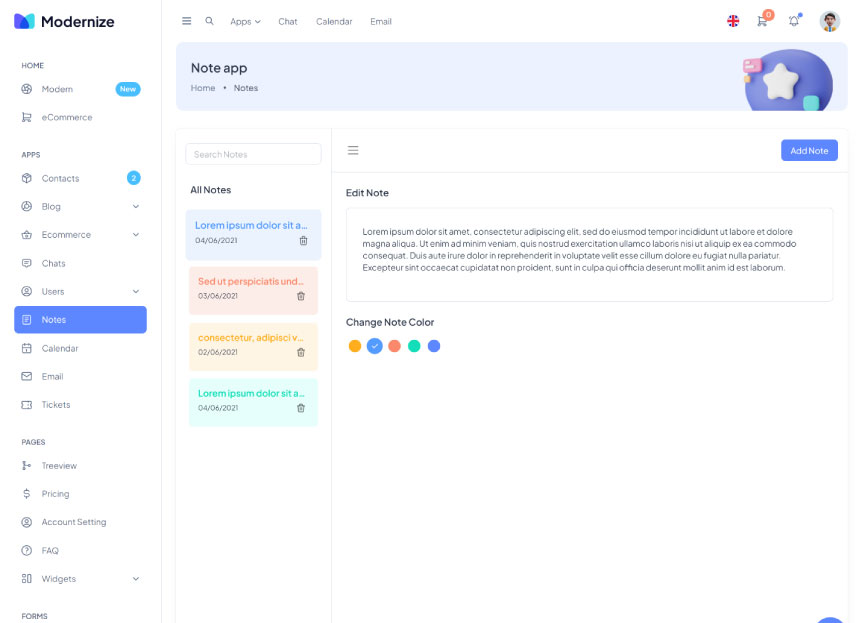 Modernize
Apps
Chat
Calendar
Email
0
HOME
Modern
New
eCommerce
APPS
Contacts
2
Blog
Ecommerce
Chats
Users
Notes
Calendar
Email
Tickets
PAGES
Treeview
Pricing
Account Setting
FAQ
Widgets
FORMS
Note app
Home • Notes
Search Notes
All Notes
Lorem ipsum dolor sit a...
04/06/2021
Sed ut perspiciatis und...
03/06/2021
consectetur, adipisci v...
02/06/2021
Lorem ipsum dolor sit a...
04/06/2021
Add Note
Edit Note
Lorem ipsum dolor sit amet, consectetur adipiscing elit, sed do eiusmod tempor incididunt ut labore et dolore
magna aliqua. Ut enim ad minim veniam, quis nostrud exercitation ullamco laboris nisi ut aliquip ex ea commodo
consequat. Duis aute irure dolor in reprehenderit in voluptate velit esse cillum dolore eu fugiat nulla pariatur.
Excepteur sint occaecat cupidatat non proident, sunt in culpa qui officia deserunt mollit anim id est laborum.
Change Note Color